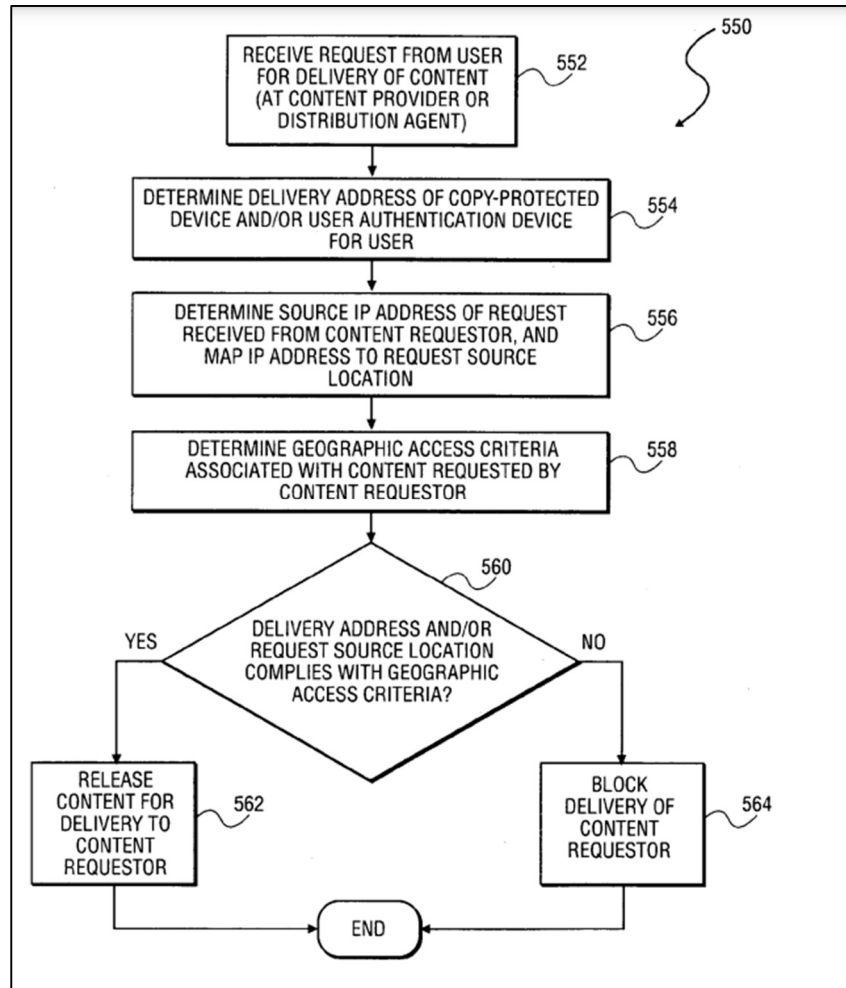 550
RECEIVE REQUEST FROM USER
FOR DELIVERY OF CONTENT
(AT CONTENT PROVIDER OR
DISTRIBUTION AGENT)
552
DETERMINE DELIVERY ADDRESS OF COPY-PROTECTED
DEVICE AND/OR USER AUTHENTICATION DEVICE
FOR USER
554
DETERMINE SOURCE IP ADDRESS OF REQUEST
RECEIVED FROM CONTENT REQUESTOR, AND
MAP IP ADDRESS TO REQUEST SOURCE
LOCATION
556
DETERMINE GEOGRAPHIC ACCESS CRITERIA
ASSOCIATED WITH CONTENT REQUESTED BY
CONTENT REQUESTOR
558
560
DELIVERY ADDRESS AND/OR
REQUEST SOURCE LOCATION
COMPLIES WITH GEOGRAPHIC
ACCESS CRITERIA?
YES
NO
RELEASE
CONTENT FOR
DELIVERY TO
CONTENT
REQUESTOR
562
BLOCK
DELIVERY OF
CONTENT
REQUESTOR
564
END